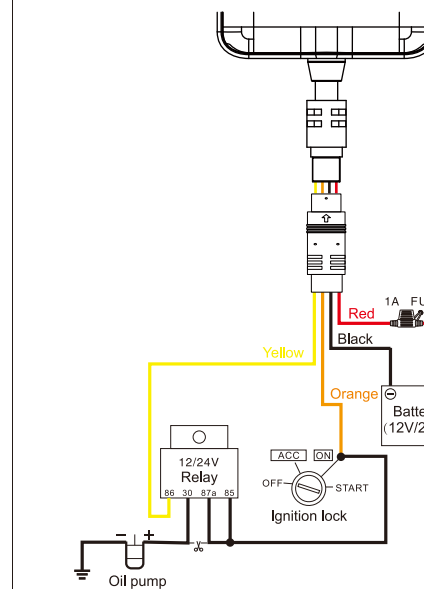 1A FU
Red
Black
Yellow
Orange
Batte
(12V/2
12/24V
Relay
86 30 87a 85
ACC ON
OFF START
Ignition lock
− +
Oil pump